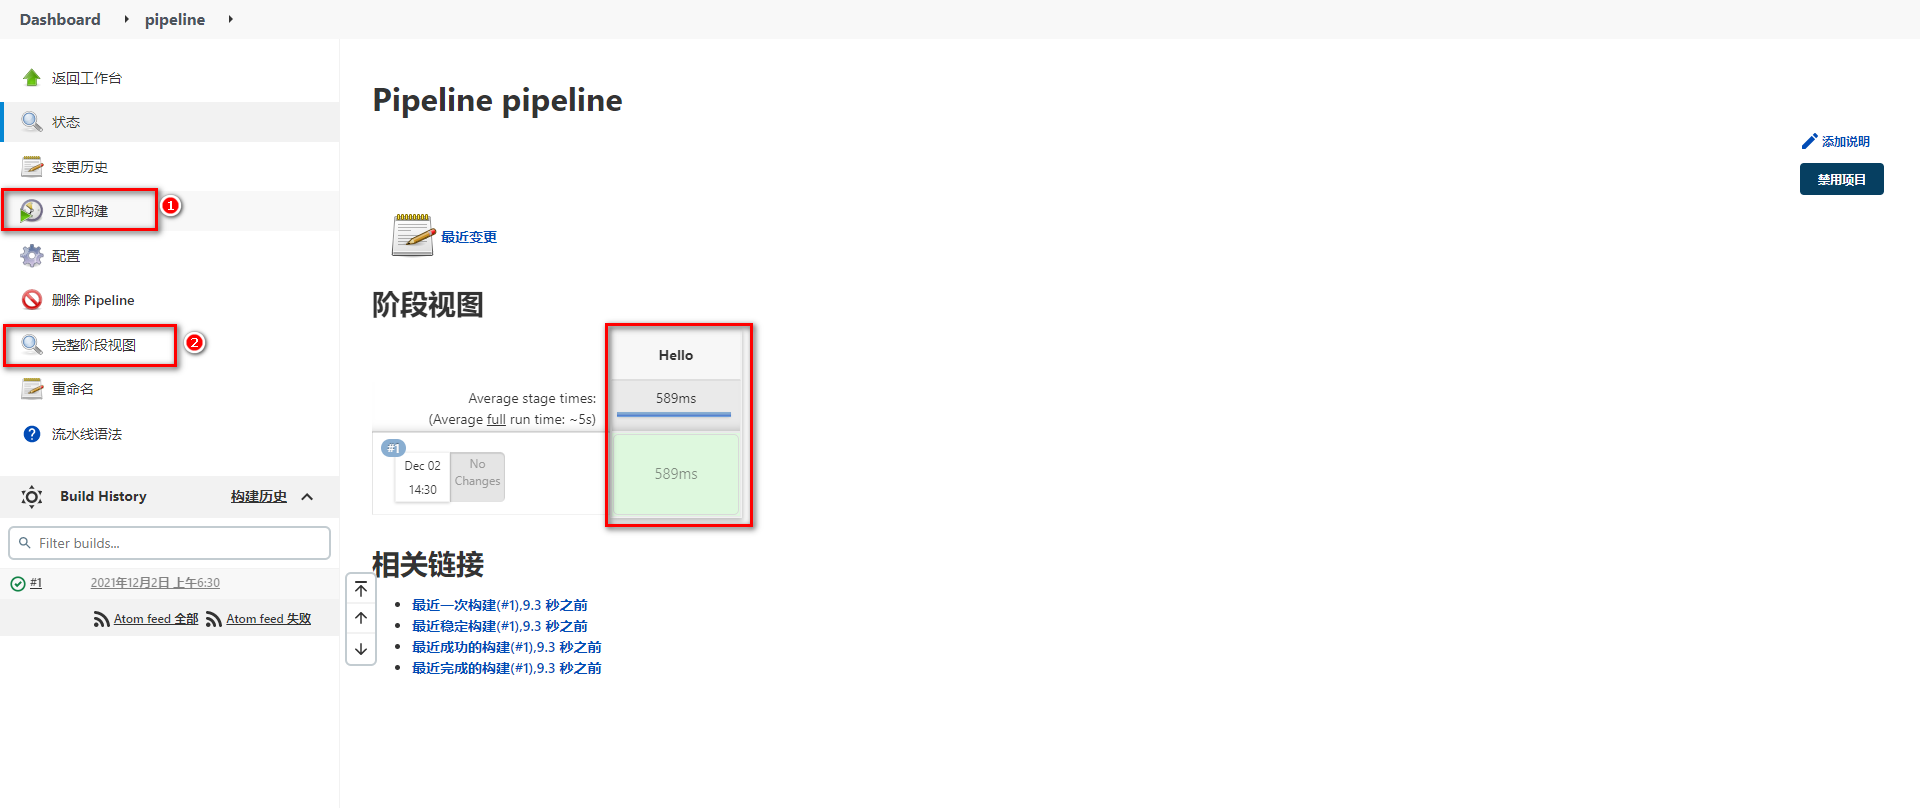 Dashboard pipeline
返回工作台
状态
变更历史
立即构建 1
配置
删除 Pipeline
完整阶段视图 2
重命名
? 流水线语法
Build History 构建历史
Filter builds...
#1 2021年12月2日 上午6:30
Atom feed 全部 Atom feed 失败
Pipeline pipeline
添加说明
禁用项目
最近变更
阶段视图
Hello
Average stage times: 589ms
(Average full run time: ~5s)
#1
Dec 02
14:30
No
Changes
589ms
相关链接
最近一次构建(#1),9.3 秒之前
最近稳定构建(#1),9.3 秒之前
最近成功的构建(#1),9.3 秒之前
最近完成的构建(#1),9.3 秒之前